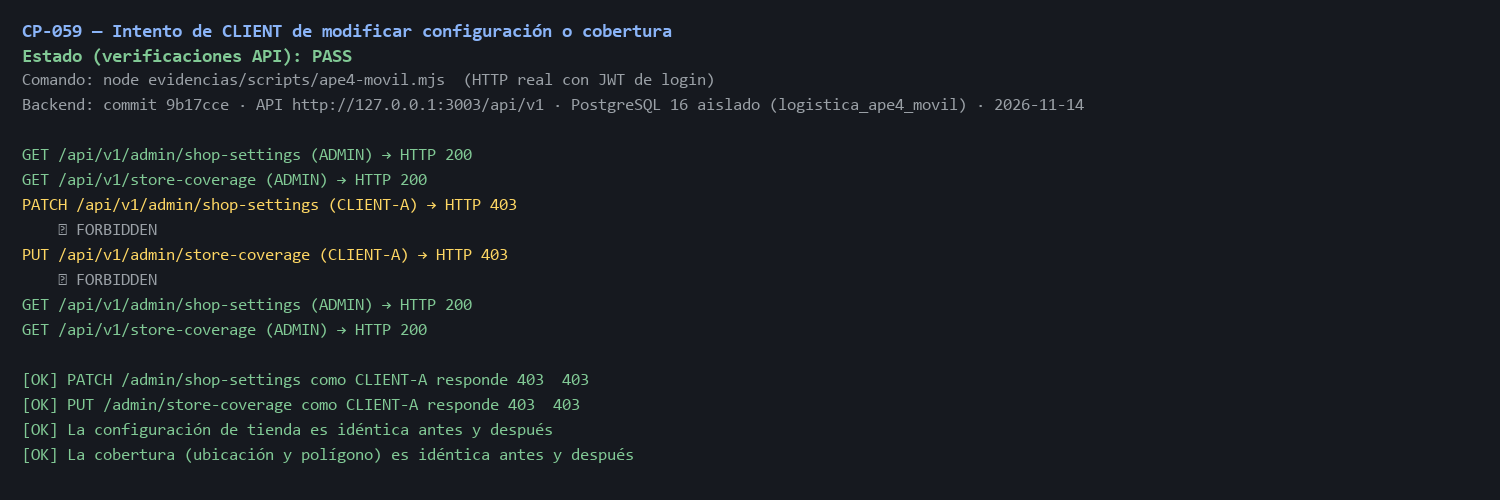 CP-059 — Intento de CLIENT de modificar configuración o cobertura
Estado (verificaciones API): PASS
Comando: node evidencias/scripts/ape4-movil.mjs  (HTTP real con JWT de login)
Backend: commit 9b17cce · API http://127.0.0.1:3003/api/v1 · PostgreSQL 16 aislado (logistica_ape4_movil) · 2026-11-14
GET /api/v1/admin/shop-settings (ADMIN) → HTTP 200
GET /api/v1/store-coverage (ADMIN) → HTTP 200
PATCH /api/v1/admin/shop-settings (CLIENT-A) → HTTP 403
FORBIDDEN
PUT /api/v1/admin/store-coverage (CLIENT-A) → HTTP 403
FORBIDDEN
GET /api/v1/admin/shop-settings (ADMIN) → HTTP 200
GET /api/v1/store-coverage (ADMIN) → HTTP 200
[OK] PATCH /admin/shop-settings como CLIENT-A responde 403  403
[OK] PUT /admin/store-coverage como CLIENT-A responde 403  403
[OK] La configuración de tienda es idéntica antes y después
[OK] La cobertura (ubicación y polígono) es idéntica antes y después